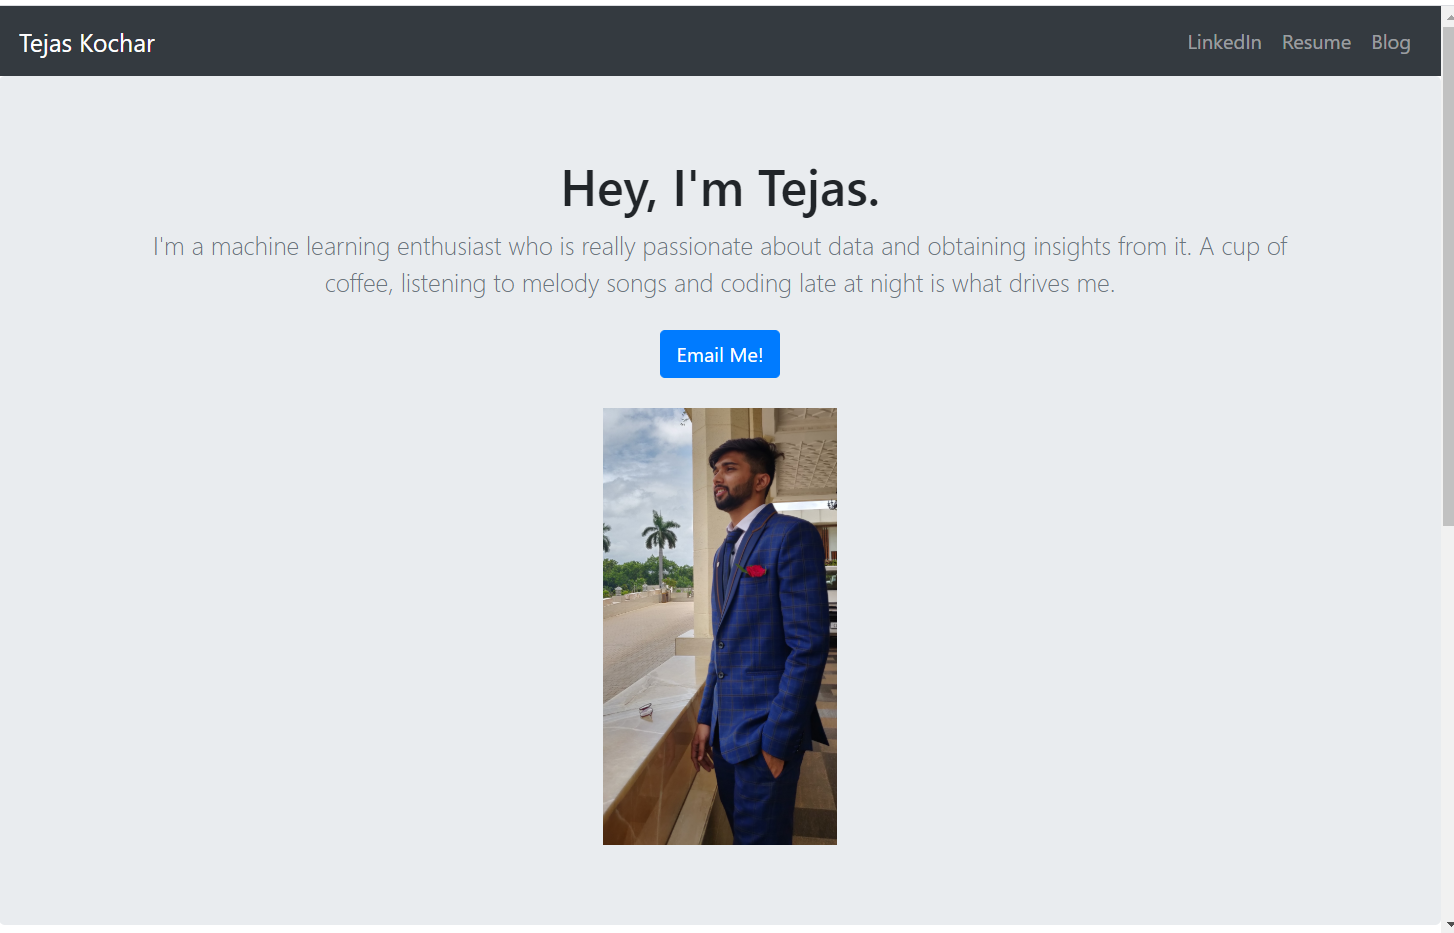 Tejas Kochar
LinkedIn Resume Blog
Hey, I'm Tejas.
I'm a machine learning enthusiast who is really passionate about data and obtaining insights from it. A cup of
coffee, listening to melody songs and coding late at night is what drives me.
Email Me!